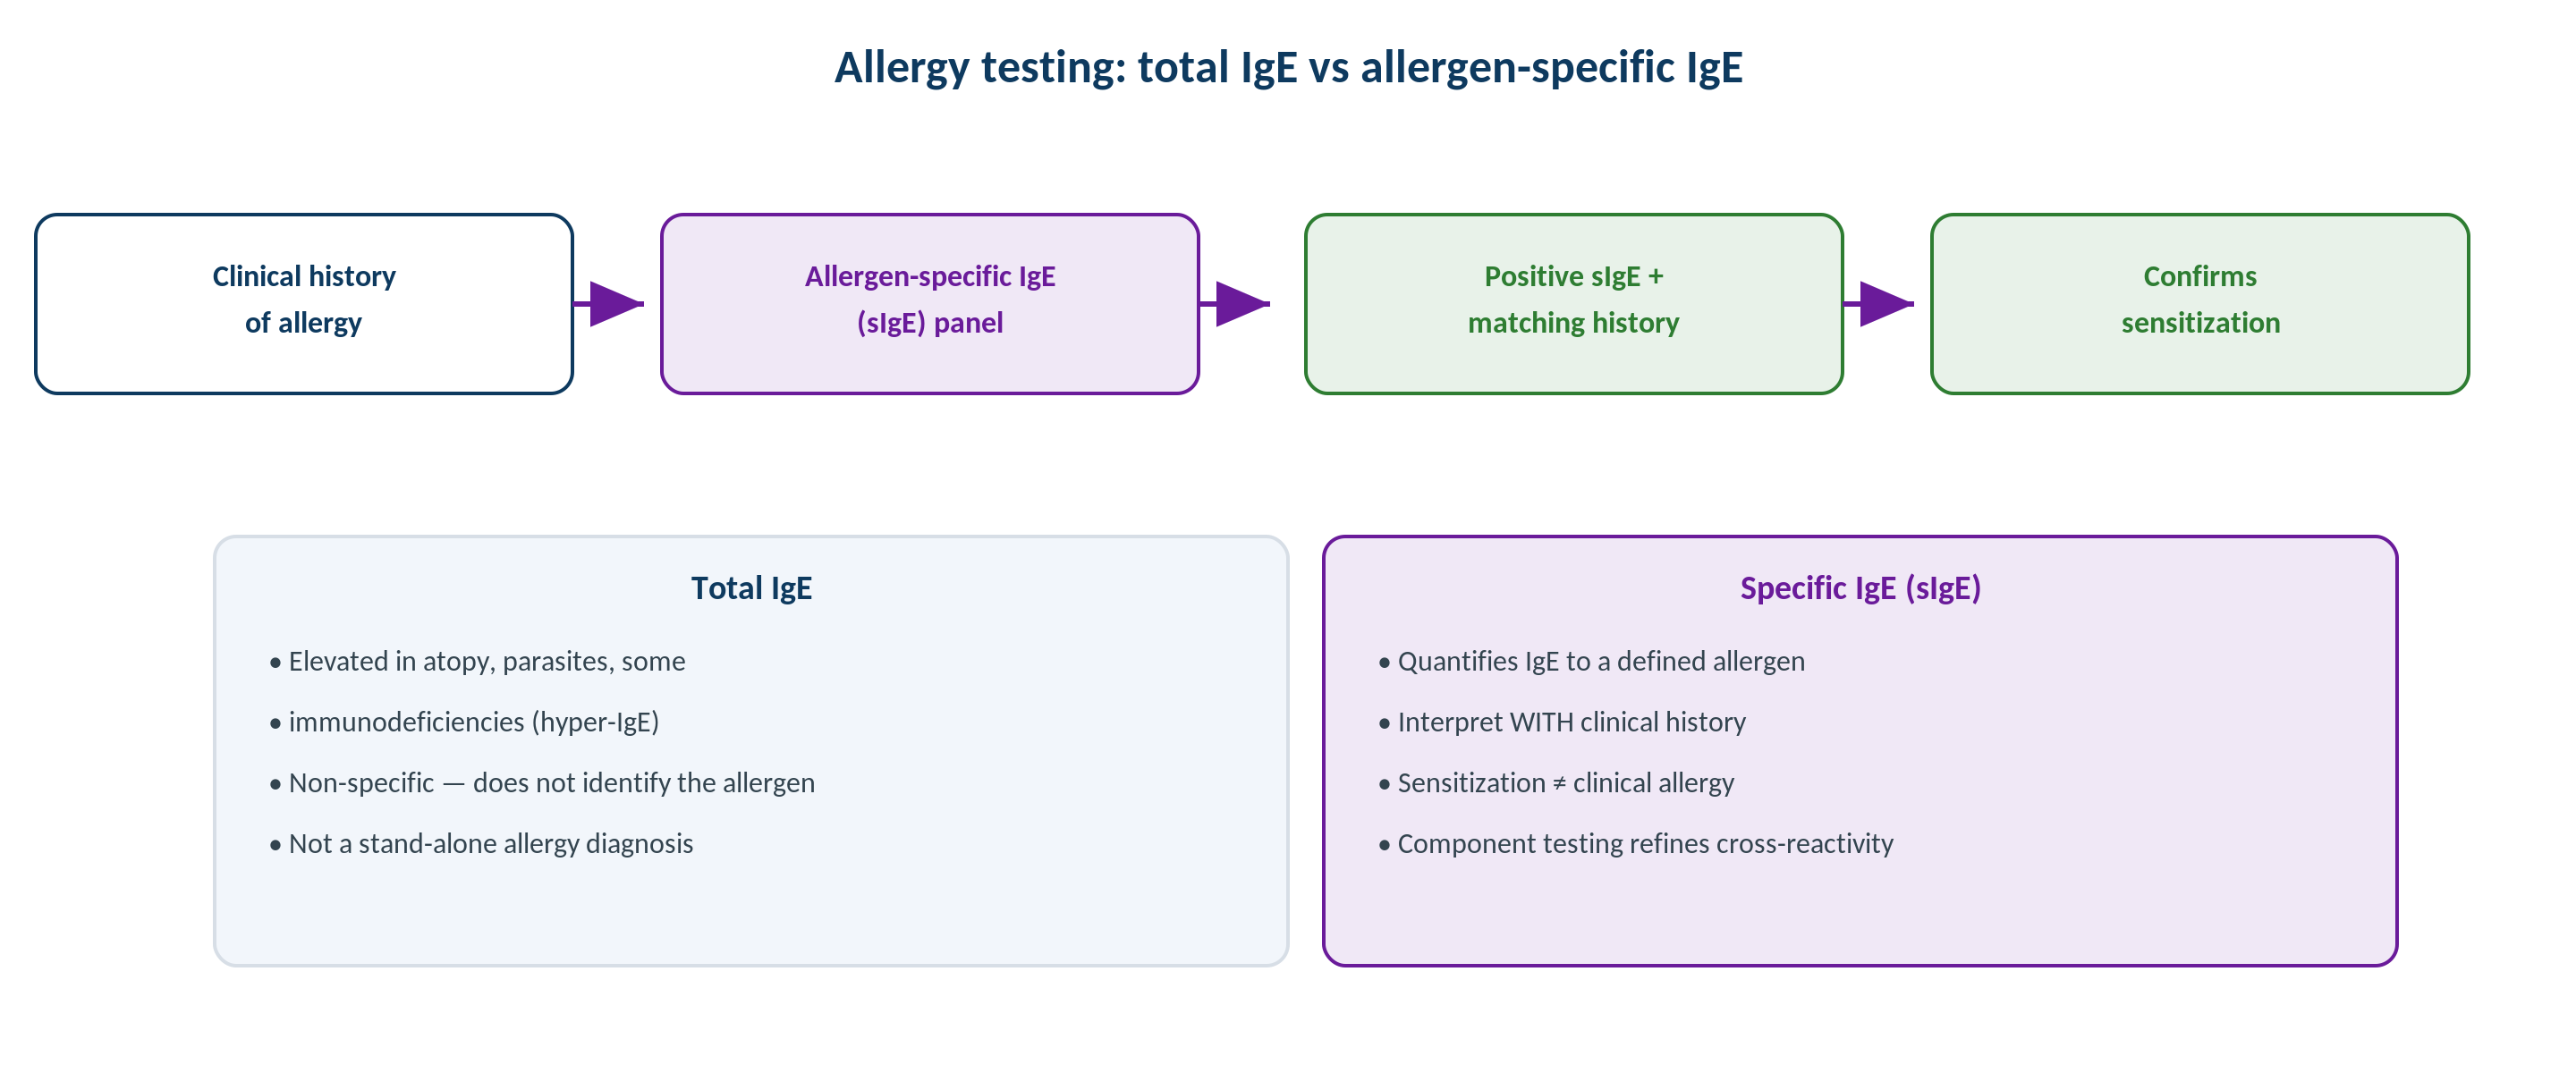 Allergy testing: total IgE vs allergen-specific IgE
Clinical history
of allergy
Allergen-specific IgE
(sIgE) panel
Positive sIgE +
matching history
Confirms
sensitization
Total IgE
• Elevated in atopy, parasites, some
• immunodeficiencies (hyper-IgE)
• Non-specific — does not identify the allergen
• Not a stand-alone allergy diagnosis
Specific IgE (sIgE)
• Quantifies IgE to a defined allergen
• Interpret WITH clinical history
• Sensitization ≠ clinical allergy
• Component testing refines cross-reactivity